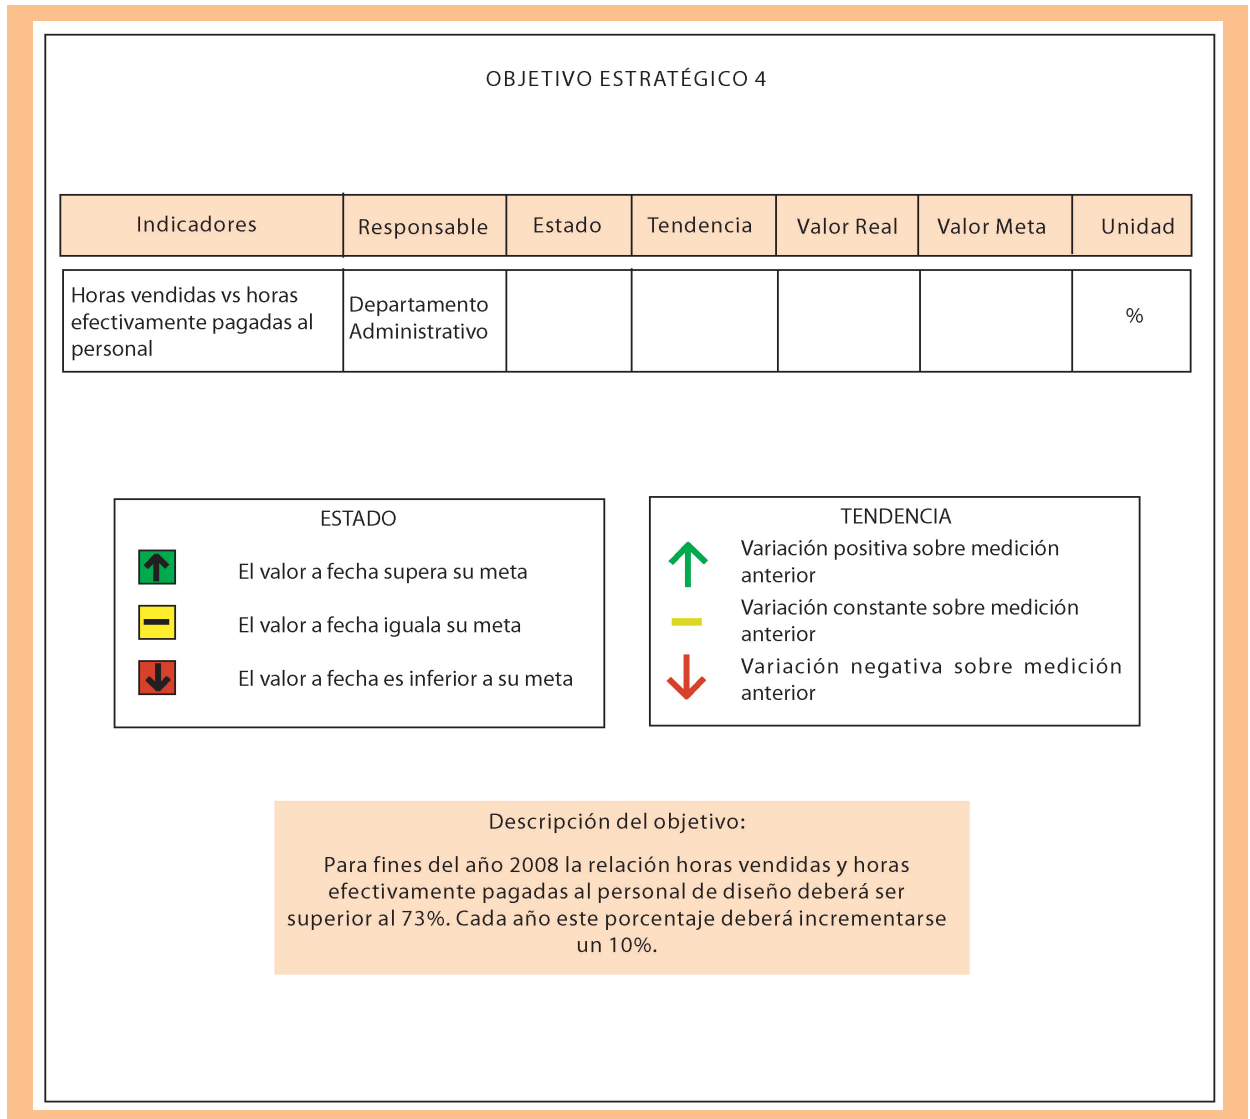 OBJETIVO ESTRATÉGICO 4
Indicadores Responsable Estado Tendencia Valor Real Valor Meta Unidad
Horas vendidas vs horas
efectivamente pagadas al
personal
Departamento
Administrativo
%
ESTADO
El valor a fecha supera su meta
El valor a fecha iguala su meta
El valor a fecha es inferior a su meta
TENDENCIA
Variación positiva sobre medición
anterior
Variación constante sobre medición
anterior
Variación negativa sobre medición
anterior
Descripción del objetivo:
Para fines del año 2008 la relación horas vendidas y horas
efectivamente pagadas al personal de diseño deberá ser
superior al 73%. Cada año este porcentaje deberá incrementarse
un 10%.